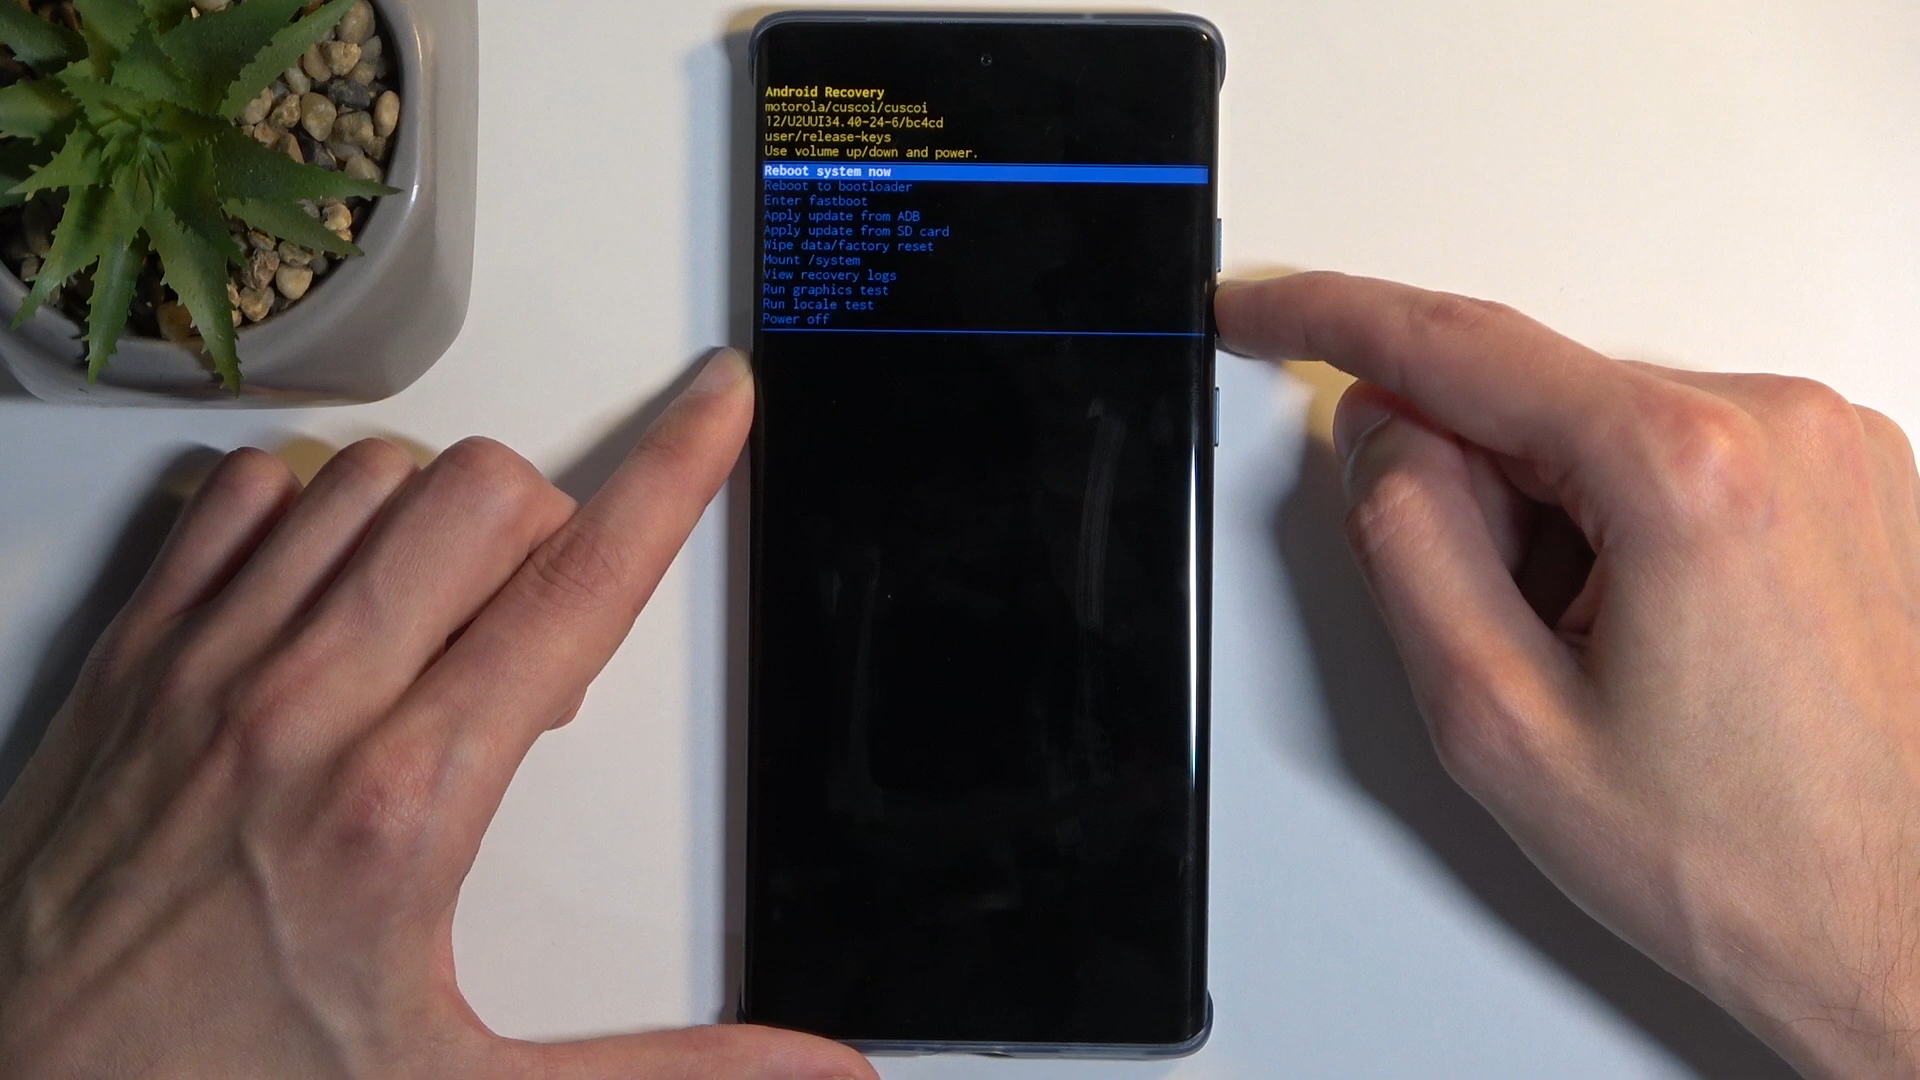 Android Recovery
motorola/cuscoi/cuscoi
12/U2UUI34.40-24-6/bc4cd
user/release-keys
Use volume up/down and power.
Reboot system now
Reboot to bootloader
Enter fastboot
Apply update from ADB
Apply update from SD card
Wipe data/factory reset
Mount /system
View recovery logs
Run graphics test
Run locale test
Power off